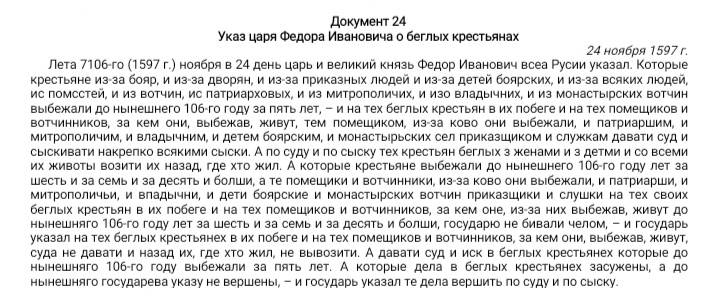 Документ 24
Указ царя Федора Ивановича о беглых крестьянах
24 ноября 1597 г.
Лета 7106-го (1597 г.) ноября в 24 день царь и великий князь Федор Иванович всеа Русии указал. Которые
крестьяне из-за бояр, и из-за дворян, и из-за приказных людей и из-за детей боярских, и из-за всяких людей,
ис помсстей, и из вотчин, ис патриарховых, и из митрополичих, и изо владычних, и из монастырских вотчин
выбежали до нынешнего 106-го году за пять лет, – и на тех беглых крестьян в их побеге и на тех помещиков и
вотчинников, за кем они, выбежав, живут, тем помещиком, из-за ково они выбежали, и патриаршим, и
митрополичим, и владычним, и детем боярским, и монастырьских сел приказщиком и служкам давати суд и
сыскивати накрепко всякими сыски. А по суду и по сыску тех крестьян беглых з женами и з детми и со всеми
их животы возити их назад, где хто жил. А которые крестьяне выбежали до нынешнего 106-го году лет за
шесть и за семь и за десять и болши, а те помещики и вотчинники, из-за ково они выбежали, и патриарши, и
митрополичьи, и впадычни, и дети боярские и монастырских вотчин приказщики и слушки на тех своих
беглых крестьян в их побеге и на тех помещиков и вотчинников, за кем оне, из-за них выбежав, живут до
нынешняго 106-го году лет за шесть и за семь и за десять и болши, государю не бивали челом, – и государь
указал на тех беглых крестьянех в их побеге и на тех помещиков и вотчинников, за кем они, выбежав, живут,
суда не давати и назад их, где хто жил, не вывозити. А давати суд и иск в беглых крестьянех которые до
нынешняго 106-го году выбежали за пять лет. А которые дела в беглых крестьянех засужены, а до
нынешнего государева указу не вершены, – и государь указал те дела вершить по суду и по сыску.